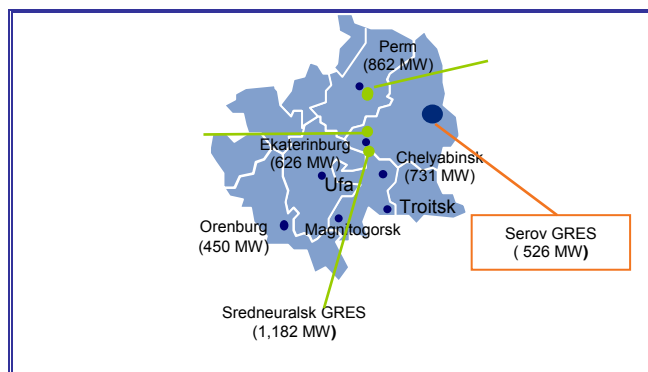 Perm
(862 MW)
Ekaterinburg
(626 MW)
Chelyabinsk
(731 MW)
Ufa
Troitsk
Orenburg
(450 MW)
Magnitogorsk
Serov GRES
( 526 MW)
Sredneuralsk GRES
(1,182 MW)